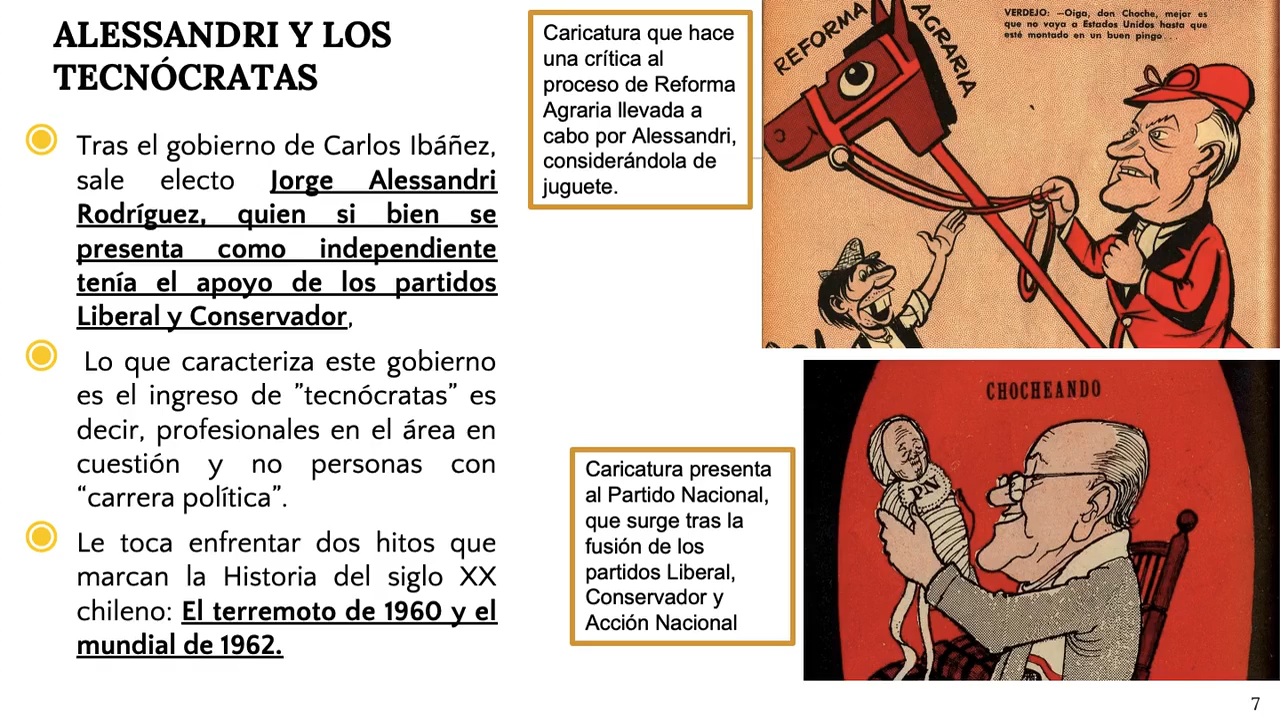 ALESSANDRI Y LOS
TECNÓCRATAS
Tras el gobierno de Carlos Ibáñez,
sale electo Jorge Alessandri
Rodríguez, quien si bien se
presenta como independiente
tenía el apoyo de los partidos
Liberal y Conservador,
Lo que caracteriza este gobierno
es el ingreso de ”tecnócratas” es
decir, profesionales en el área en
cuestión y no personas con
“carrera política”.
Le toca enfrentar dos hitos que
marcan la Historia del siglo XX
chileno: El terremoto de 1960 y el
mundial de 1962.
Caricatura que hace
una crítica al
proceso de Reforma
Agraria llevada a
cabo por Alessandri,
considerándola de
juguete.
REFORMA
AGRARIA
VERDEJO: —Oiga, don Choche, mejor es
que no vaya a Estados Unidos hasta que
esté montado en un buen pingo...
Caricatura presenta
al Partido Nacional,
que surge tras la
fusión de los
partidos Liberal,
Conservador y
Acción Nacional
CHOCHEANDO
PN
7